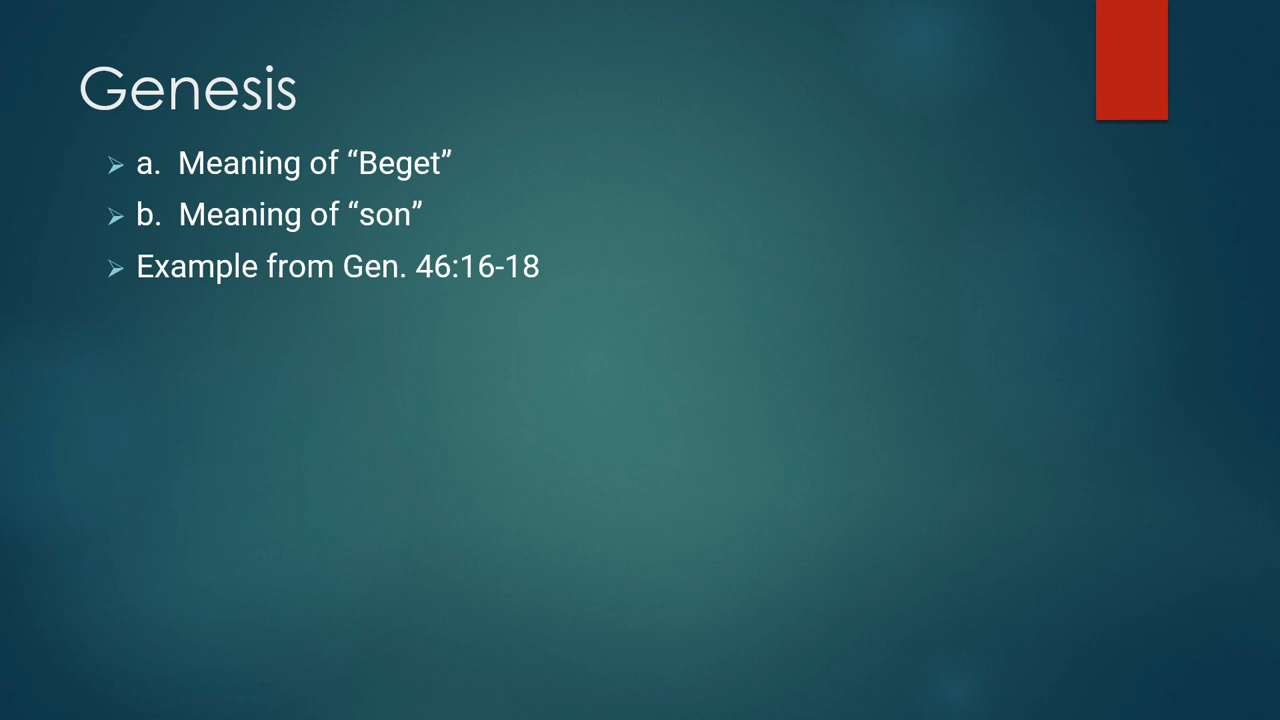 Genesis
a. Meaning of “Beget”
b. Meaning of “son”
Example from Gen. 46:16-18